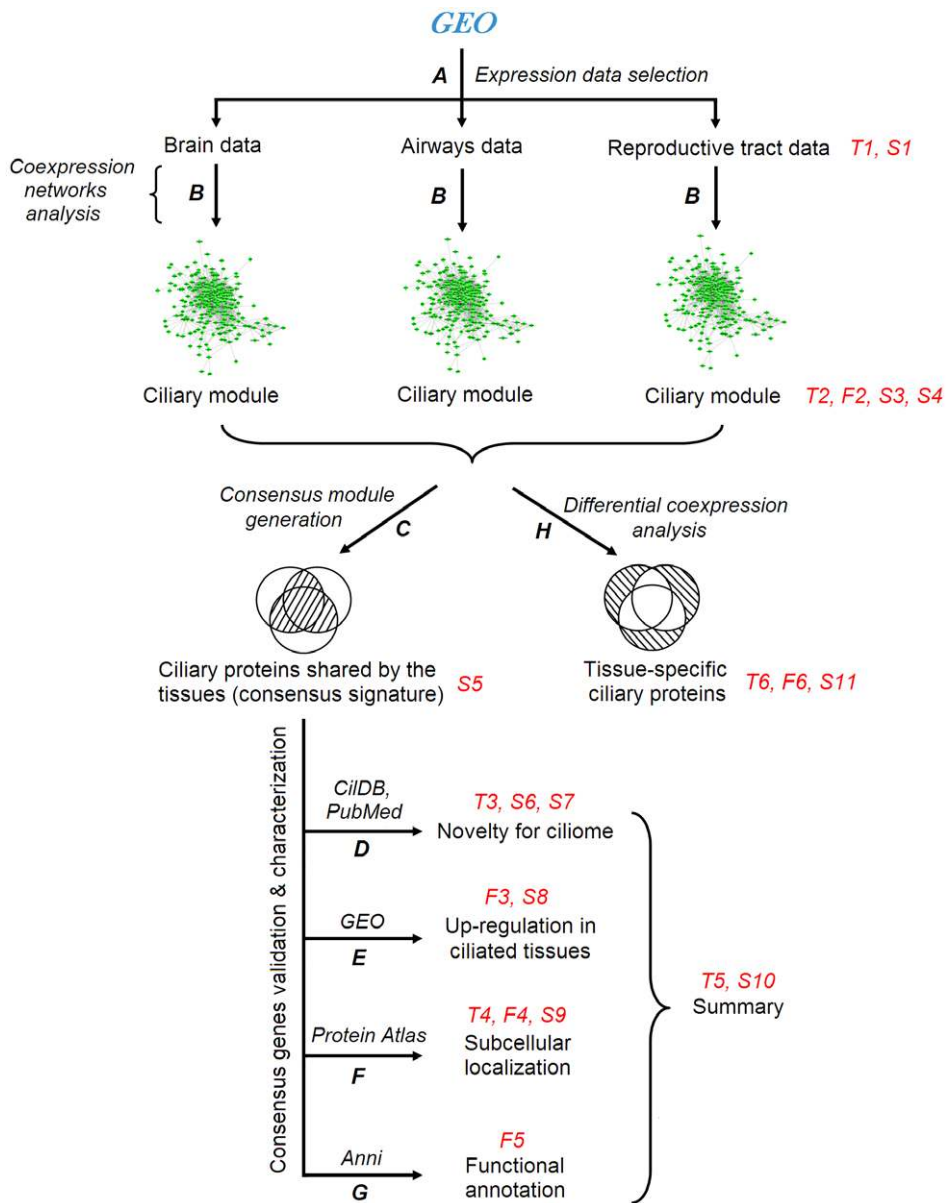 GEO
A
Expression data selection
Brain data
Airways data
Reproductive tract data
T1, S1
Coexpression
networks
analysis
B
B
B
Ciliary module
Ciliary module
Ciliary module
T2, F2, S3, S4
Consensus module
generation
C
H
Differential coexpression
analysis
Ciliary proteins shared by the
tissues (consensus signature)
S5
Tissue-specific
ciliary proteins
T6, F6, S11
Consensus genes validation & characterization
CilDB,
PubMed
D
T3, S6, S7
Novelty for ciliome
GEO
E
F3, S8
Up-regulation in
ciliated tissues
Protein Atlas
F
T4, F4, S9
Subcellular
localization
Anni
G
F5
Functional
annotation
T5, S10
Summary